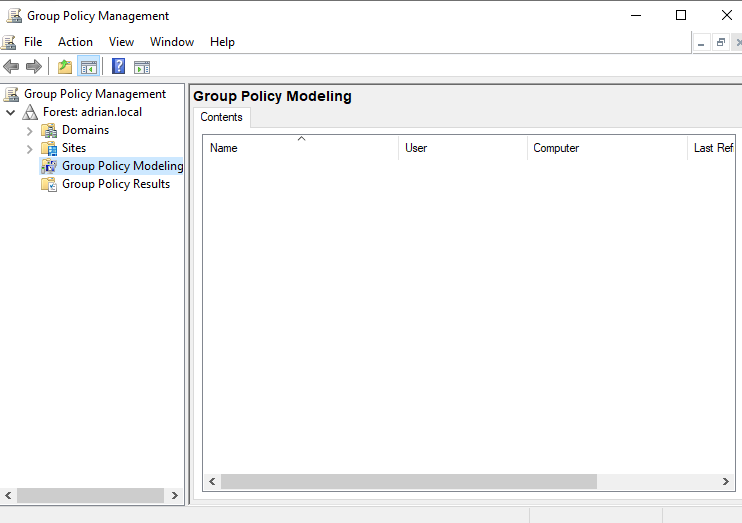 Group Policy Management
File Action View Window Help
Group Policy Management
Forest: adrian.local
Domains
Sites
Group Policy Modeling
Group Policy Results
Group Policy Modeling
Contents
Name User Computer Last Ref